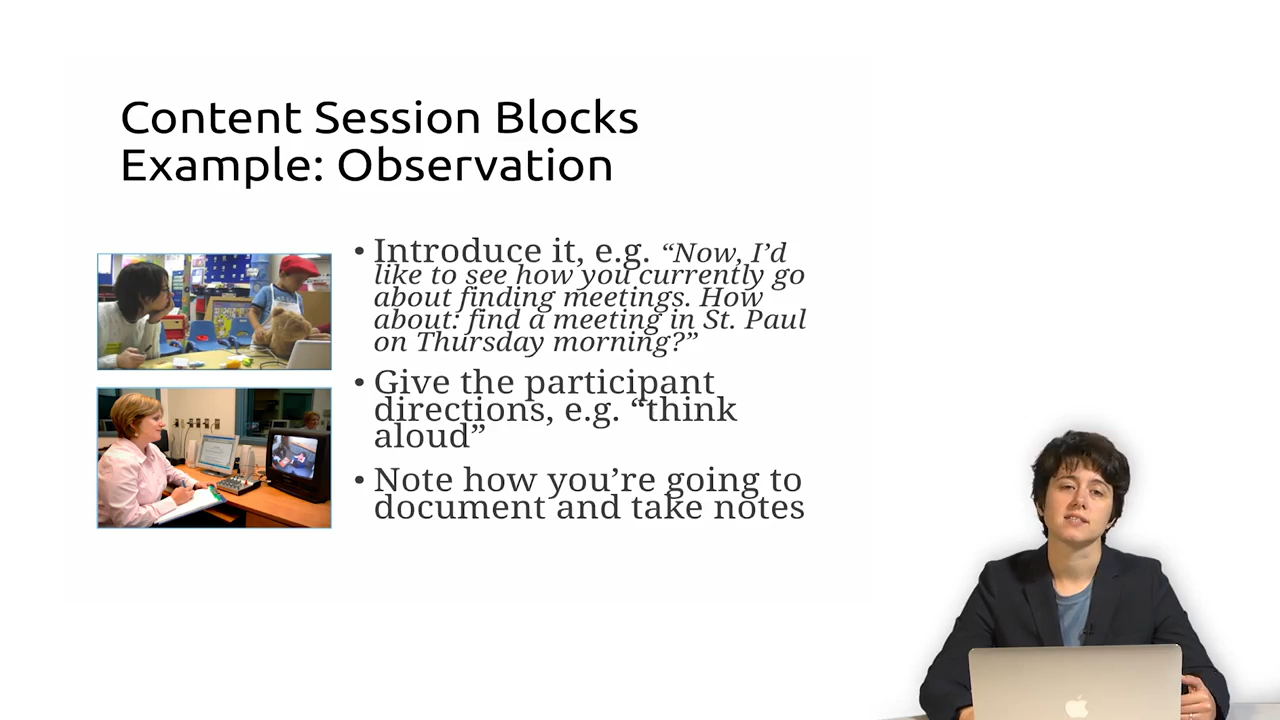 Content Session Blocks
Example: Observation
• Introduce it, e.g. “Now, I’d
like to see how you currently go
about finding meetings. How
about: find a meeting in St. Paul
on Thursday morning?”
• Give the participant
directions, e.g. “think
aloud”
• Note how you’re going to
document and take notes